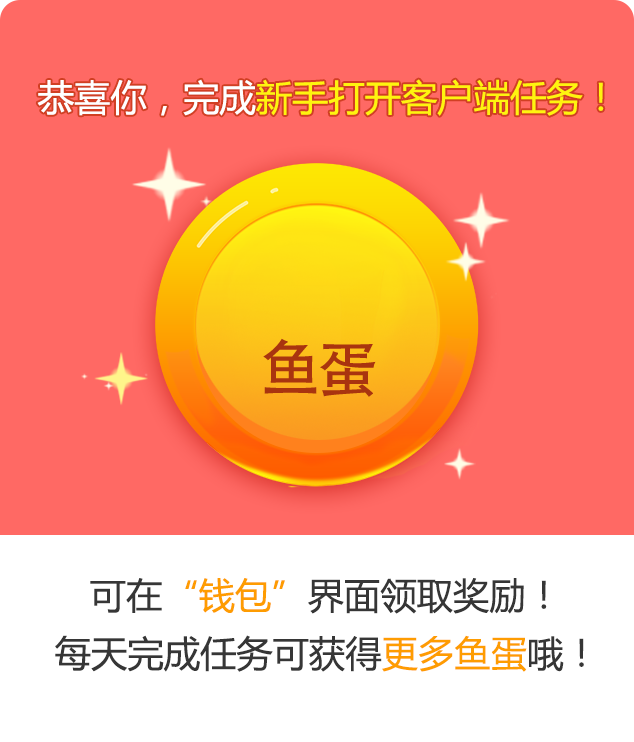 恭喜你，完成新手打开客户端任务！
鱼蛋
可在“钱包”界面领取奖励！
每天完成任务可获得更多鱼蛋哦！